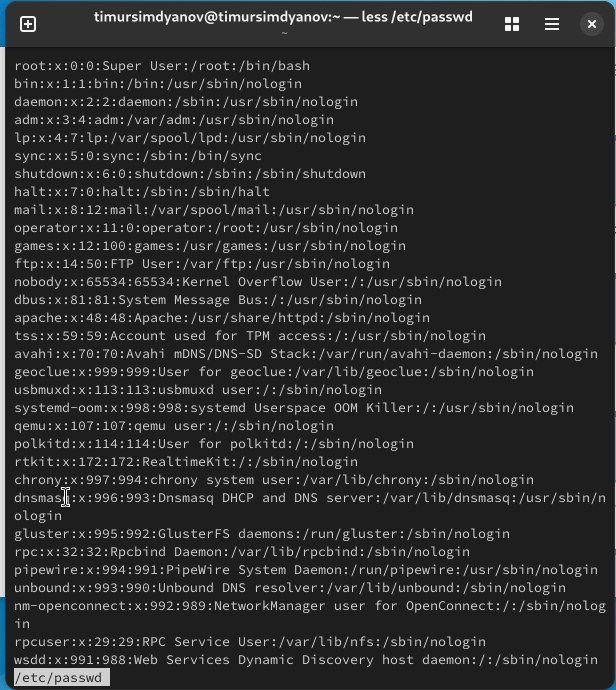 timursimdyanov@timursimdyanov:~ — less /etc/passwd
~
root:x:0:0:Super User:/root:/bin/bash
bin:x:1:1:bin:/bin:/usr/sbin/nologin
daemon:x:2:2:daemon:/sbin:/usr/sbin/nologin
adm:x:3:4:adm:/var/adm:/usr/sbin/nologin
lp:x:4:7:lp:/var/spool/lpd:/usr/sbin/nologin
sync:x:5:0:sync:/sbin:/bin/sync
shutdown:x:6:0:shutdown:/sbin:/sbin/shutdown
halt:x:7:0:halt:/sbin:/sbin/halt
mail:x:8:12:mail:/var/spool/mail:/usr/sbin/nologin
operator:x:11:0:operator:/root:/usr/sbin/nologin
games:x:12:100:games:/usr/games:/usr/sbin/nologin
ftp:x:14:50:FTP User:/var/ftp:/usr/sbin/nologin
nobody:x:65534:65534:Kernel Overflow User:/:/usr/sbin/nologin
dbus:x:81:81:System Message Bus:/:/usr/sbin/nologin
apache:x:48:48:Apache:/usr/share/httpd:/sbin/nologin
tss:x:59:59:Account used for TPM access:/:/usr/sbin/nologin
avahi:x:70:70:Avahi mDNS/DNS-SD Stack:/var/run/avahi-daemon:/sbin/nologin
geoclue:x:999:999:User for geoclue:/var/lib/geoclue:/sbin/nologin
usbmuxd:x:113:113:usbmuxd user:/:/sbin/nologin
systemd-oom:x:998:998:systemd Userspace OOM Killer:/:/usr/sbin/nologin
qemu:x:107:107:qemu user:/:/sbin/nologin
polkitd:x:114:114:User for polkitd:/:/sbin/nologin
rtkit:x:172:172:RealtimeKit:/:/sbin/nologin
chrony:x:997:994:chrony system user:/var/lib/chrony:/sbin/nologin
dnsmasq:x:996:993:Dnsmasq DHCP and DNS server:/var/lib/dnsmasq:/usr/sbin/n
ologin
gluster:x:995:992:GlusterFS daemons:/run/gluster:/sbin/nologin
rpc:x:32:32:Rpcbind Daemon:/var/lib/rpcbind:/sbin/nologin
pipewire:x:994:991:PipeWire System Daemon:/run/pipewire:/usr/sbin/nologin
unbound:x:993:990:Unbound DNS resolver:/var/lib/unbound:/sbin/nologin
nm-openconnect:x:992:989:NetworkManager user for OpenConnect:/:/sbin/nolog
in
rpcuser:x:29:29:RPC Service User:/var/lib/nfs:/sbin/nologin
wsdd:x:991:988:Web Services Dynamic Discovery host daemon:/:/sbin/nologin
/etc/passwd